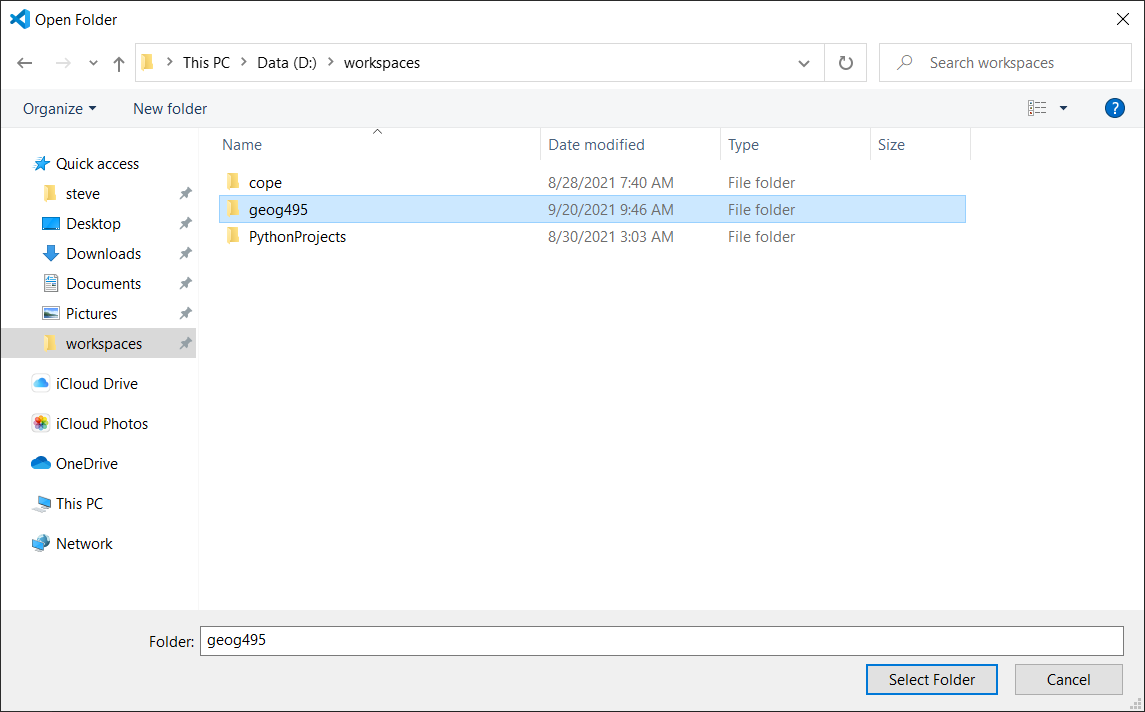 Open Folder
This PC > Data (D:) > workspaces
Search workspaces
Organize
New folder
?
Name Date modified Type Size
Quick access
steve
Desktop
Downloads
Documents
Pictures
workspaces
iCloud Drive
iCloud Photos
OneDrive
This PC
Network
cope 8/28/2021 7:40 AM File folder
geog495 9/20/2021 9:46 AM File folder
PythonProjects 8/30/2021 3:03 AM File folder
Folder: geog495
Select Folder Cancel